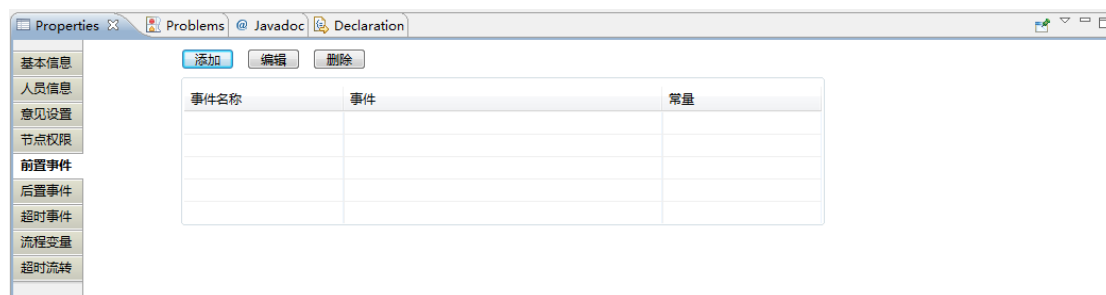 Properties Problems @ Javadoc Declaration
添加 编辑 删除
基本信息
人员信息
意见设置
节点权限
前置事件
后置事件
超时事件
流程变量
超时流转
事件名称 事件 常量